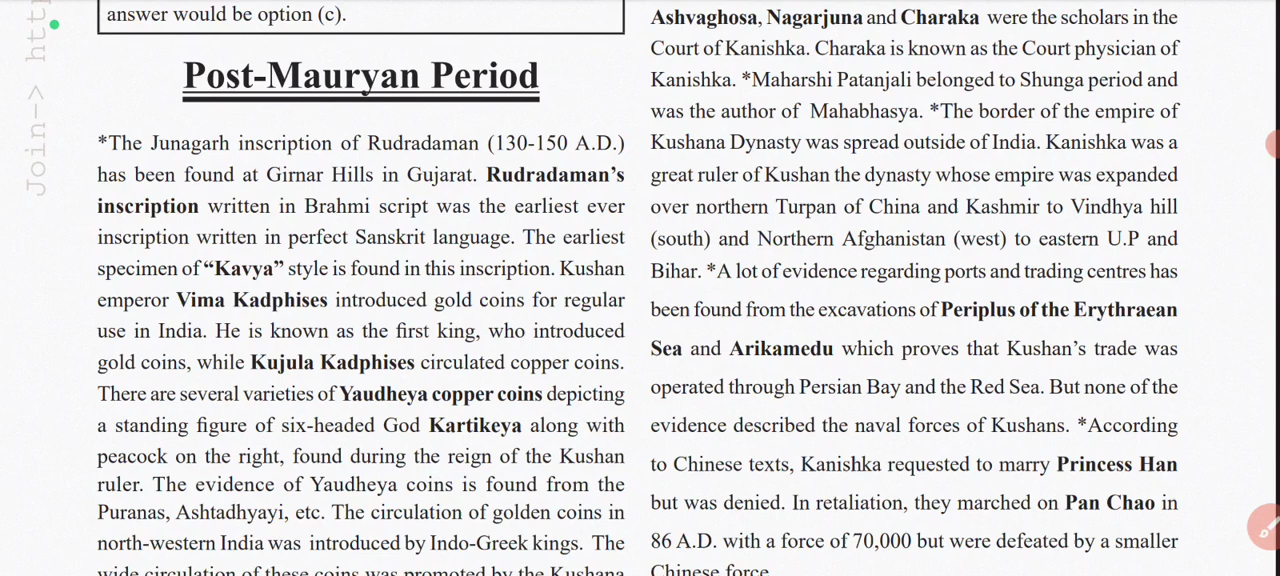 answer would be option (c).
Join–> http
Post-Mauryan Period
*The Junagarh inscription of Rudradaman (130-150 A.D.)
has been found at Girnar Hills in Gujarat. Rudradaman’s
inscription written in Brahmi script was the earliest ever
inscription written in perfect Sanskrit language. The earliest
specimen of “Kavya” style is found in this inscription. Kushan
emperor Vima Kadphises introduced gold coins for regular
use in India. He is known as the first king, who introduced
gold coins, while Kujula Kadphises circulated copper coins.
There are several varieties of Yaudheya copper coins depicting
a standing figure of six-headed God Kartikeya along with
peacock on the right, found during the reign of the Kushan
ruler. The evidence of Yaudheya coins is found from the
Puranas, Ashtadhyayi, etc. The circulation of golden coins in
north-western India was introduced by Indo-Greek kings. The
wide circulation of these coins was promoted by the Kushana
Ashvaghosa, Nagarjuna and Charaka were the scholars in the
Court of Kanishka. Charaka is known as the Court physician of
Kanishka. *Maharshi Patanjali belonged to Shunga period and
was the author of Mahabhasya. *The border of the empire of
Kushana Dynasty was spread outside of India. Kanishka was a
great ruler of Kushan the dynasty whose empire was expanded
over northern Turpan of China and Kashmir to Vindhya hill
(south) and Northern Afghanistan (west) to eastern U.P and
Bihar. *A lot of evidence regarding ports and trading centres has
been found from the excavations of Periplus of the Erythraean
Sea and Arikamedu which proves that Kushan’s trade was
operated through Persian Bay and the Red Sea. But none of the
evidence described the naval forces of Kushans. *According
to Chinese texts, Kanishka requested to marry Princess Han
but was denied. In retaliation, they marched on Pan Chao in
86 A.D. with a force of 70,000 but were defeated by a smaller
Chinese force.